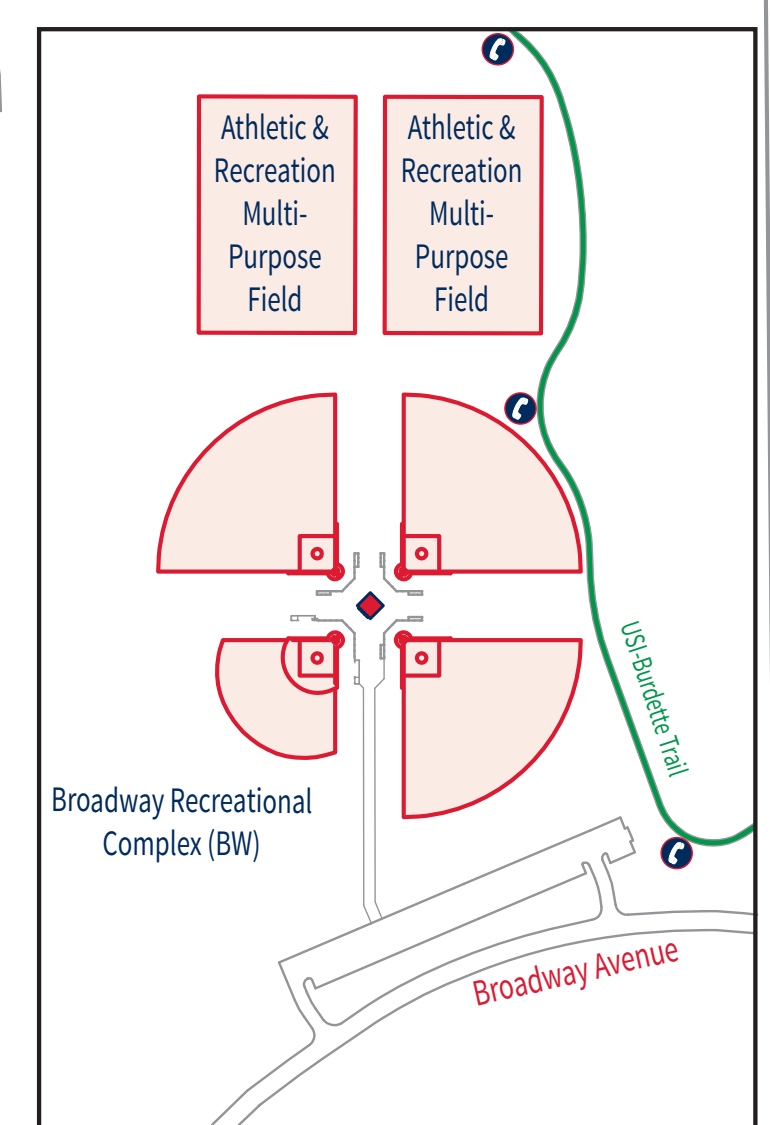 Athletic &
Recreation
Multi-
Purpose
Field
Athletic &
Recreation
Multi-
Purpose
Field
USI-Burdette Trail
Broadway Recreational
Complex (BW)
Broadway Avenue